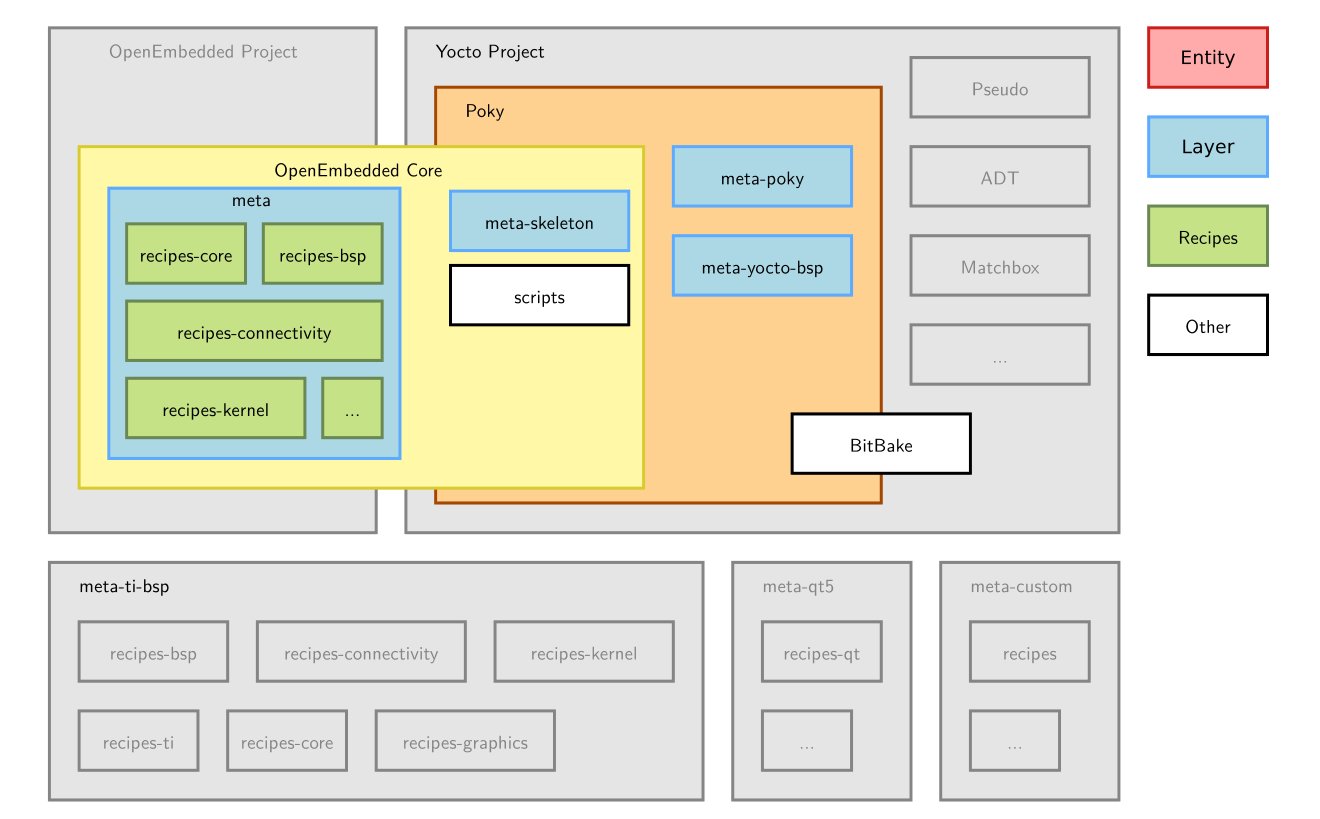 OpenEmbedded Project
Yocto Project
Poky
OpenEmbedded Core
meta
recipes-core
recipes-bsp
recipes-connectivity
recipes-kernel
...
meta-skeleton
scripts
meta-poky
meta-yocto-bsp
BitBake
Pseudo
ADT
Matchbox
...
Entity
Layer
Recipes
Other
meta-ti-bsp
recipes-bsp
recipes-connectivity
recipes-kernel
recipes-ti
recipes-core
recipes-graphics
meta-qt5
recipes-qt
...
meta-custom
recipes
...